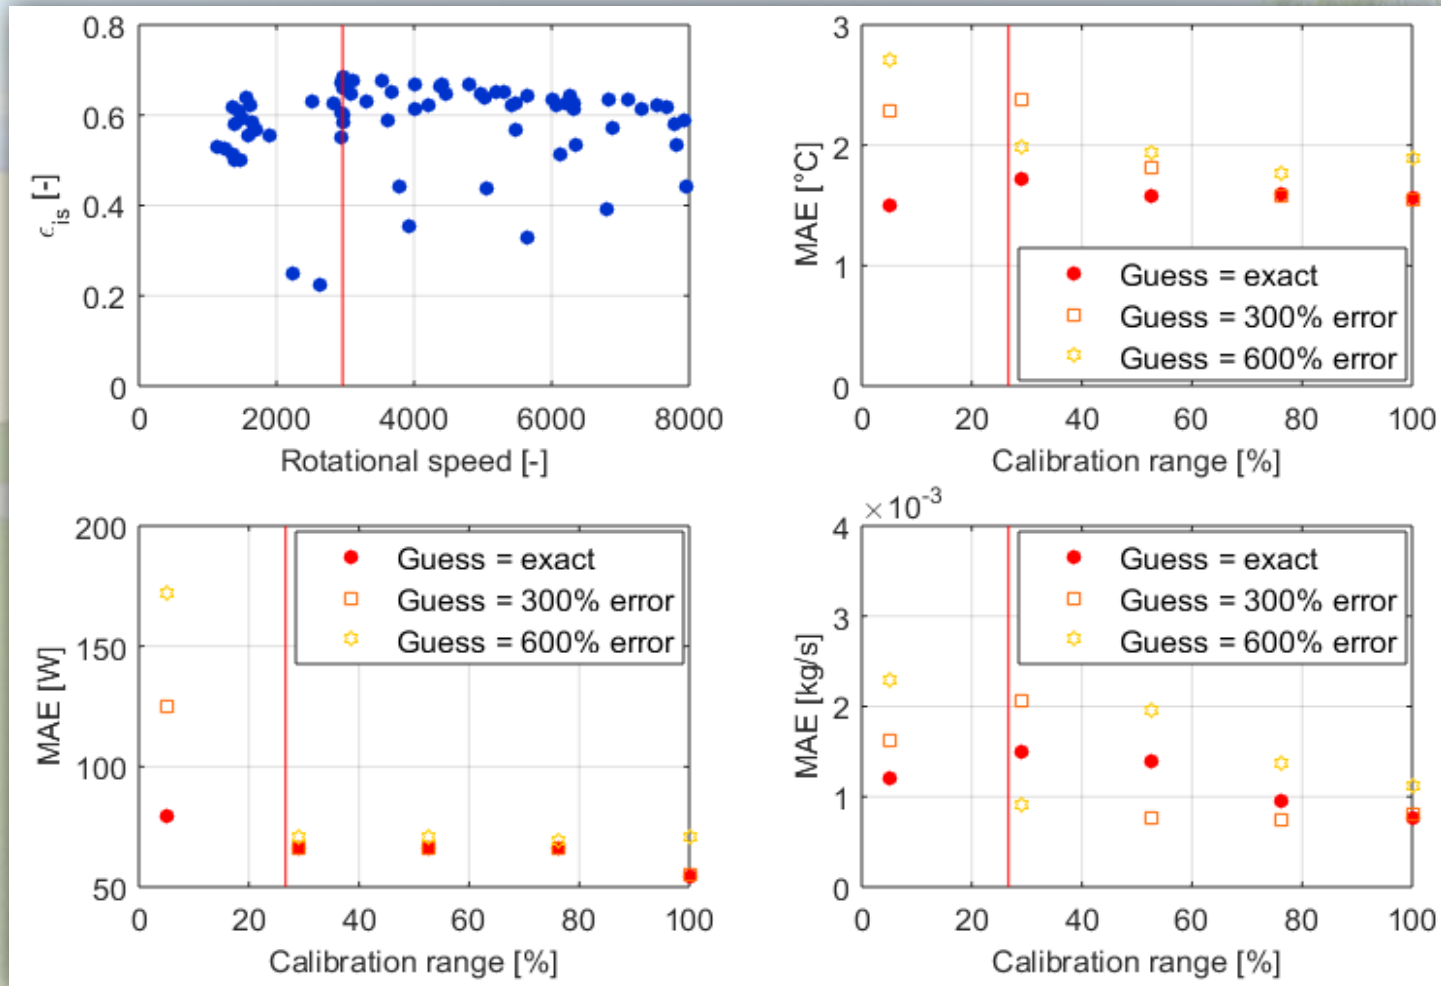 0.8
0.6
0.4
0.2
0
ϵis [-]
0 2000 4000 6000 8000
Rotational speed [-]
3
2
1
0
MAE [°C]
Guess = exact
Guess = 300% error
Guess = 600% error
0 20 40 60 80 100
Calibration range [%]
200
150
100
50
MAE [W]
Guess = exact
Guess = 300% error
Guess = 600% error
0 20 40 60 80 100
Calibration range [%]
×10-3
4
3
2
1
0
MAE [kg/s]
Guess = exact
Guess = 300% error
Guess = 600% error
0 20 40 60 80 100
Calibration range [%]